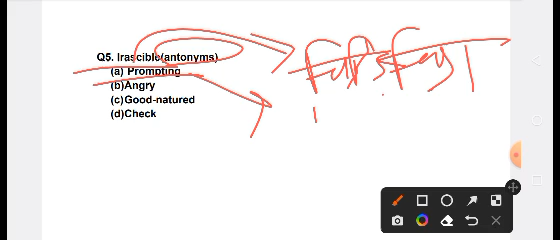 Q5. Irascible(antonyms)
(a) Prompting
(b)Angry
(c)Good-natured
(d)Check